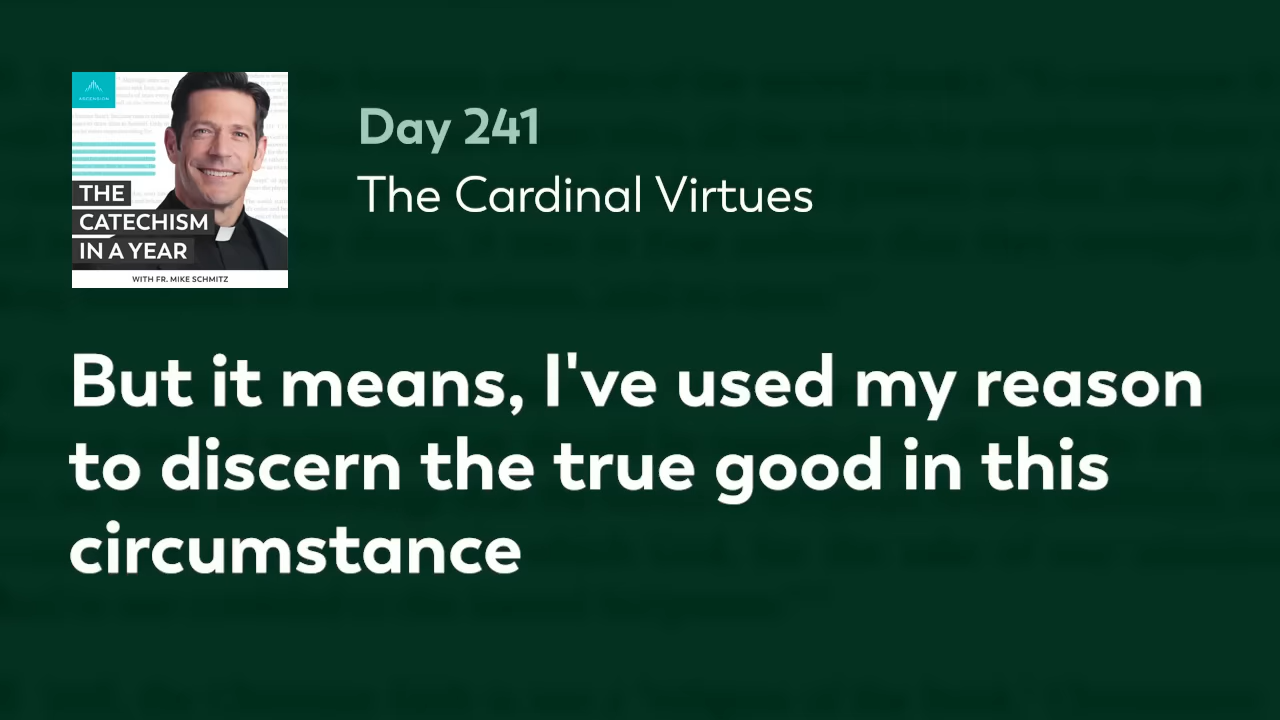 ASCENSION
THE
CATECHISM
IN A YEAR
WITH FR. MIKE SCHMITZ
Day 241
The Cardinal Virtues
But it means, I've used my reason
to discern the true good in this
circumstance